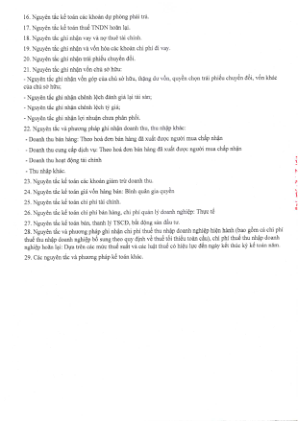 16. Nguyên tắc kế toán các khoản dự phòng phải trả.
17. Nguyên tắc kế toán thuế TNDN hoãn lại.
18. Nguyên tắc ghi nhận vay và nợ thuê tài chính.
19. Nguyên tắc ghi nhận và vốn hóa các khoản chi phí đi vay.
20. Nguyên tắc ghi nhận trái phiếu chuyển đổi.
21. Nguyên tắc ghi nhận vốn chủ sở hữu:
- Nguyên tắc ghi nhận vốn góp của chủ sở hữu, thặng dư vốn, quyền chọn trái phiếu chuyển đổi, vốn khác
của chủ sở hữu;
- Nguyên tắc ghi nhận chênh lệch đánh giá lại tài sản;
- Nguyên tắc ghi nhận chênh lệch tỷ giá;
- Nguyên tắc ghi nhận lợi nhuận chưa phân phối.
22. Nguyên tắc và phương pháp ghi nhận doanh thu, thu nhập khác:
- Doanh thu bán hàng: Theo hoá đơn bán hàng đã xuất được người mua chấp nhận
- Doanh thu cung cấp dịch vụ: Theo hoá đơn bán hàng đã xuất được người mua chấp nhận
- Doanh thu hoạt động tài chính
- Thu nhập khác.
23. Nguyên tắc kế toán các khoản giảm trừ doanh thu.
24. Nguyên tắc kế toán giá vốn hàng bán: Bình quân gia quyền
25. Nguyên tắc kế toán chi phí tài chính.
26. Nguyên tắc kế toán chi phí bán hàng, chi phí quản lý doanh nghiệp: Thực tế
27. Nguyên tắc kế toán bán, thanh lý TSCĐ, bất động sản đầu tư.
28. Nguyên tắc và phương pháp ghi nhận chi phí thuế thu nhập doanh nghiệp hiện hành (bao gồm cả chi phí
thuế thu nhập doanh nghiệp bổ sung theo quy định về thuế tối thiểu toàn cầu), chi phí thuế thu nhập doanh
nghiệp hoãn lại: Dựa trên các mức thuế suất và các luật thuế có hiệu lực đến ngày kết thúc kỳ kế toán năm.
29. Các nguyên tắc và phương pháp kế toán khác.